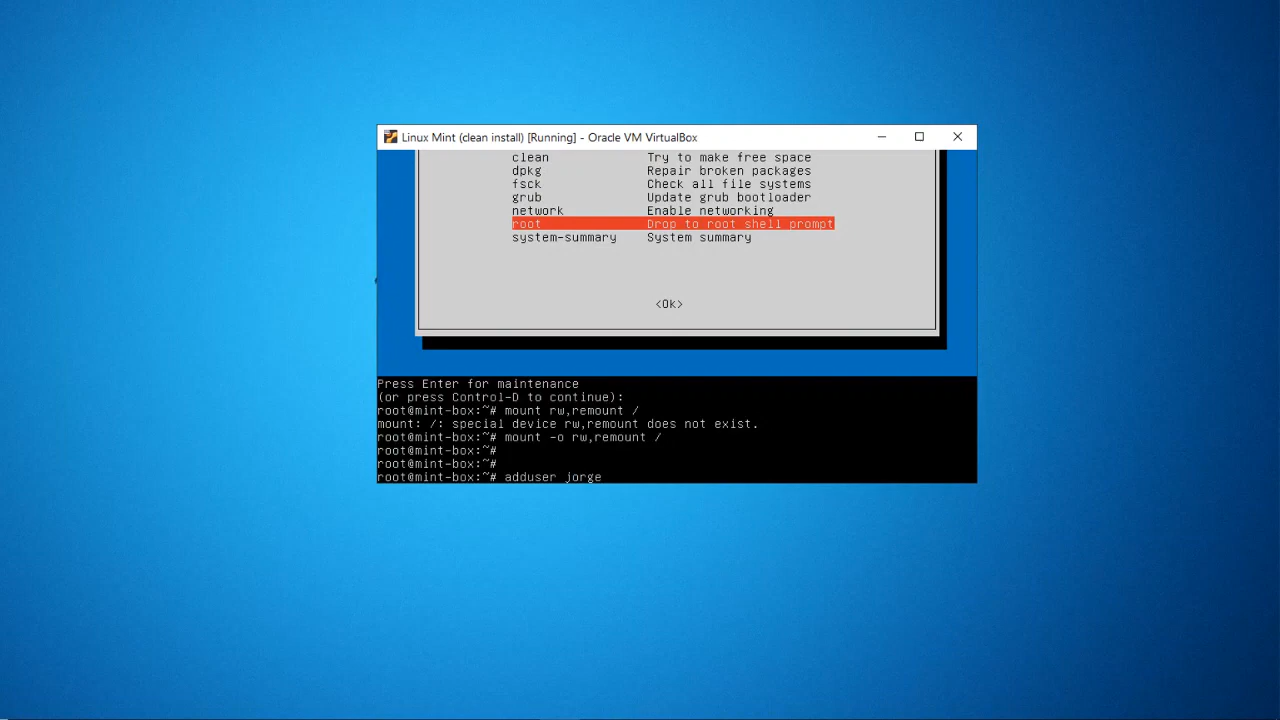 Linux Mint (clean install) [Running] - Oracle VM VirtualBox
clean Try to make free space
dpkg Repair broken packages
fsck Check all file systems
grub Update grub bootloader
network Enable networking
root Drop to root shell prompt
system-summary System summary
<Ok>
Press Enter for maintenance
(or press Control-D to continue):
root@mint-box:~# mount rw,remount /
mount: /: special device rw,remount does not exist.
root@mint-box:~# mount -o rw,remount /
root@mint-box:~#
root@mint-box:~#
root@mint-box:~# adduser jorge